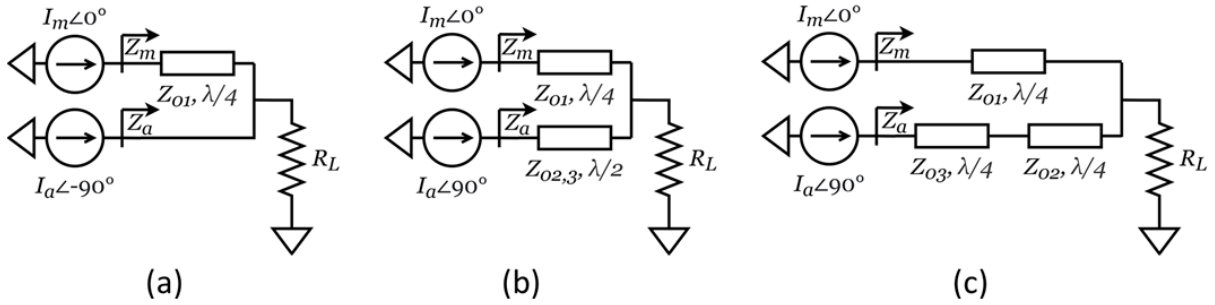 Im∠0°
Zm
Z01, λ/4
Za
Ia∠-90°
RL
(a)
Im∠0°
Zm
Z01, λ/4
Za
Z02,3, λ/2
Ia∠90°
RL
(b)
Im∠0°
Zm
Z01, λ/4
Za
Z03, λ/4
Z02, λ/4
Ia∠90°
RL
(c)